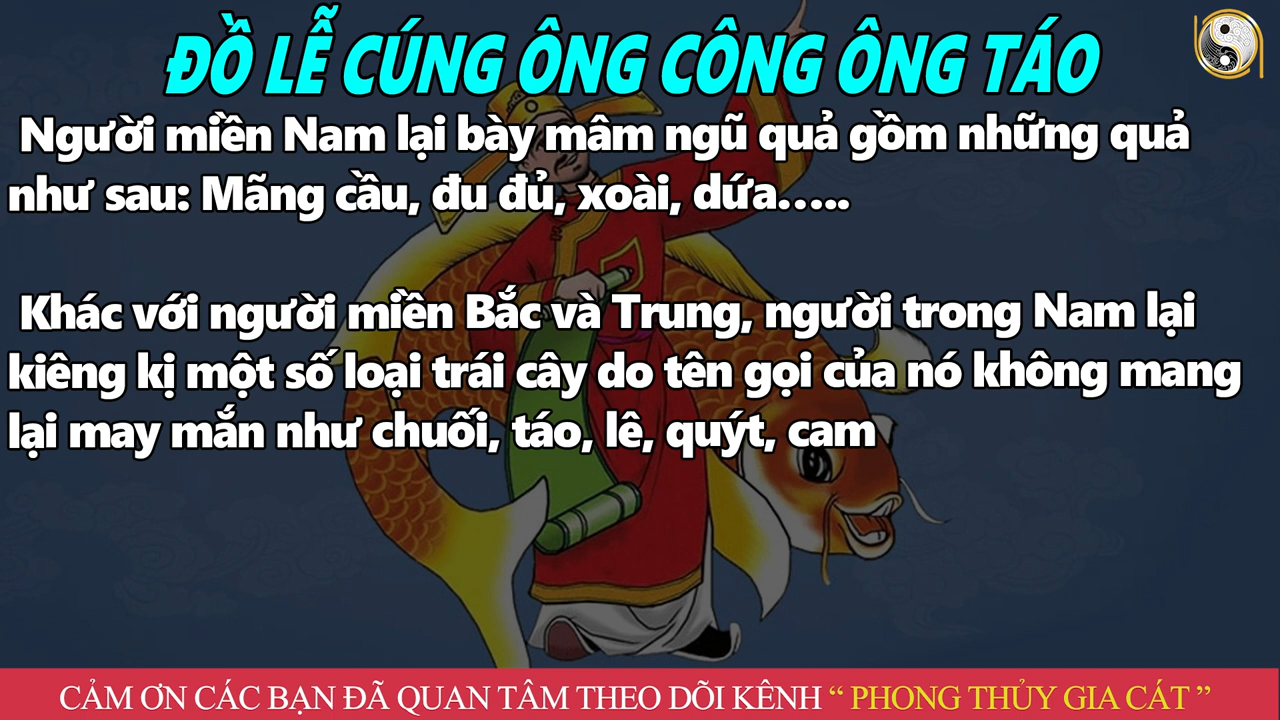 ĐỒ LỄ CÚNG ÔNG CÔNG ÔNG TÁO
Người miền Nam lại bày mâm ngũ quả gồm những quả
như sau: Mãng cầu, đu đủ, xoài, dứa…..
Khác với người miền Bắc và Trung, người trong Nam lại
kiêng kị một số loại trái cây do tên gọi của nó không mang
lại may mắn như chuối, táo, lê, quýt, cam
CẢM ƠN CÁC BẠN ĐÃ QUAN TÂM THEO DÕI KÊNH “ PHONG THỦY GIA CÁT ”